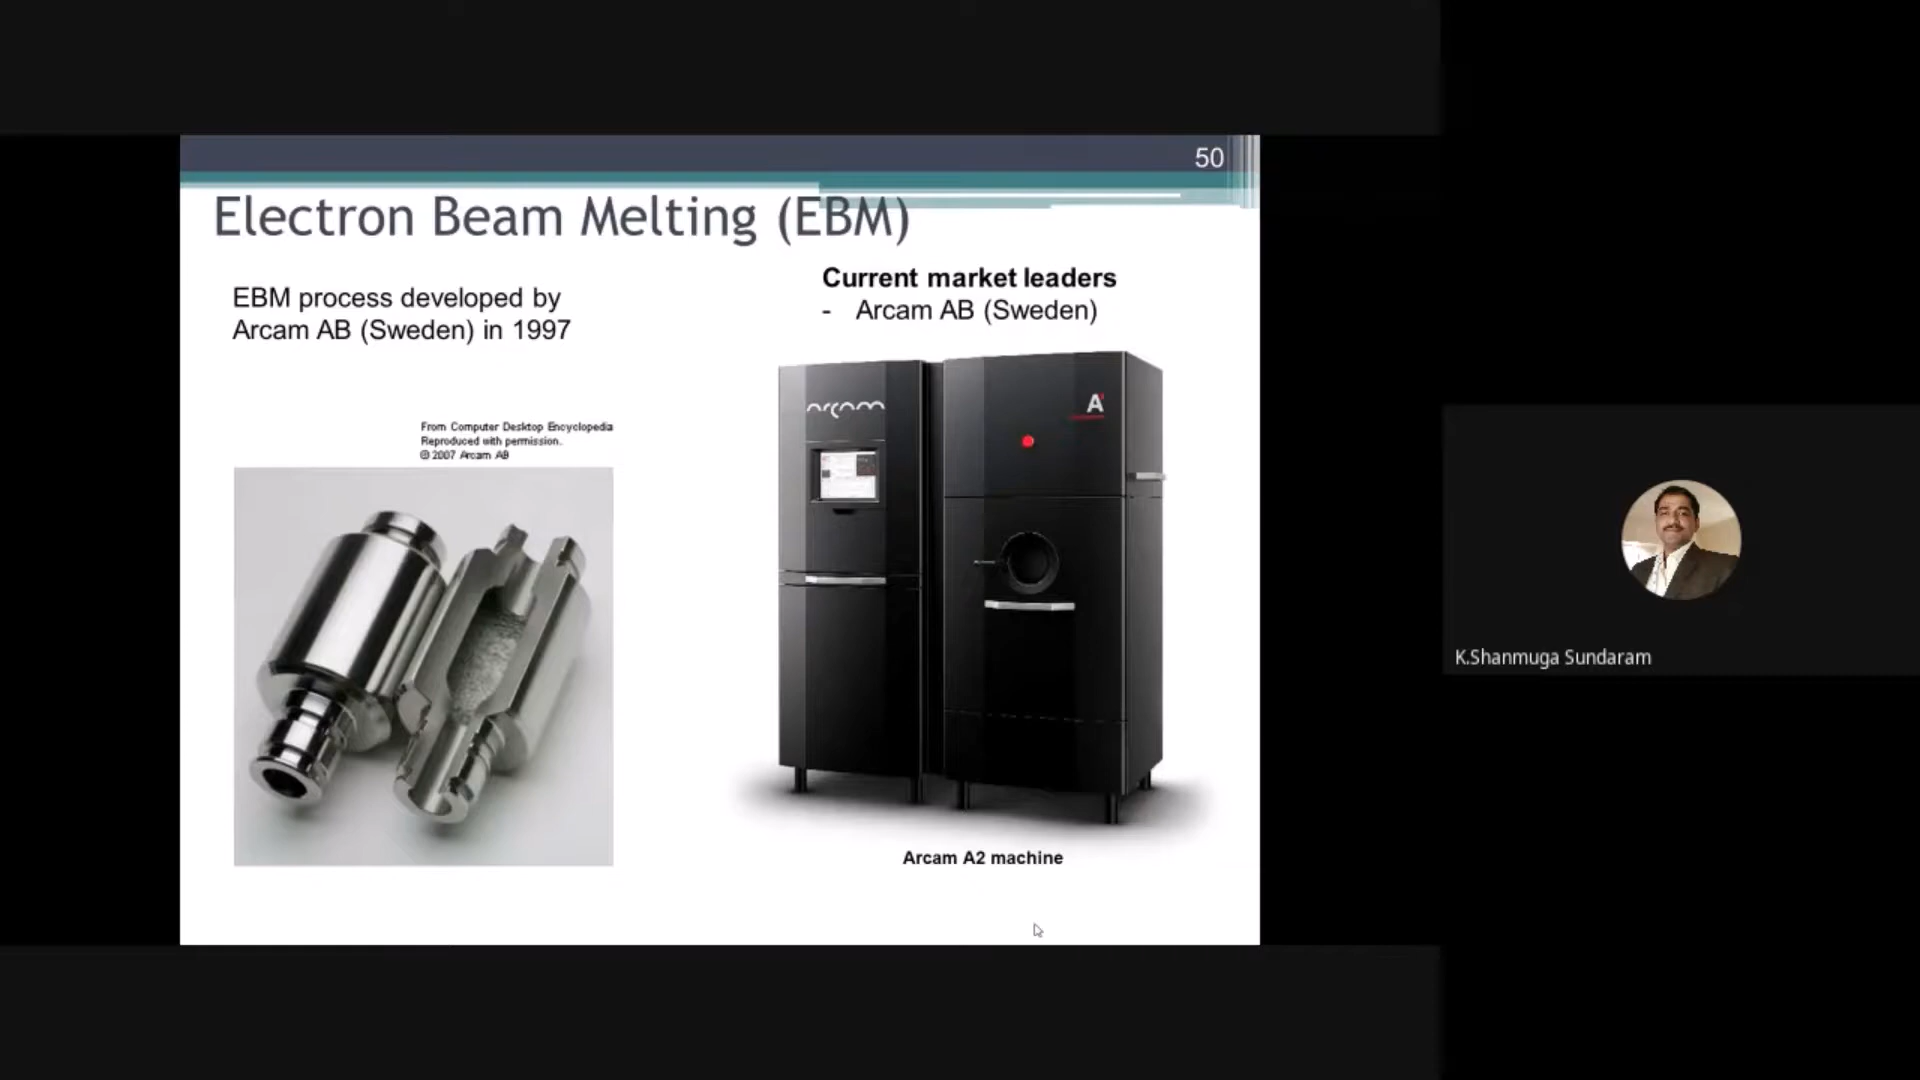 50
Electron Beam Melting (EBM)
EBM process developed by
Arcam AB (Sweden) in 1997
Current market leaders
- Arcam AB (Sweden)
From Computer Desktop Encyclopedia
Reproduced with permission.
© 2007 Arcam AB
arcam
A
Arcam A2 machine
K.Shanmuga Sundaram